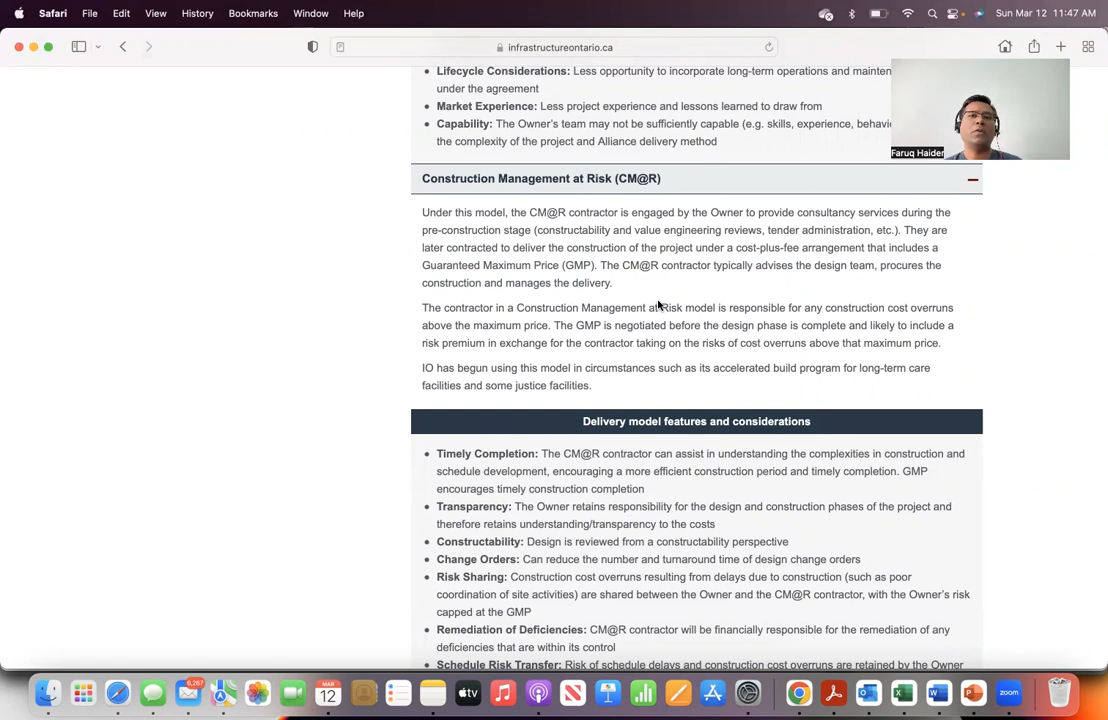 Safari File Edit View History Bookmarks Window Help Sun Mar 12 11:47 AM
infrastructureontario.ca
• Lifecycle Considerations: Less opportunity to incorporate long-term operations and
under the agreement
• Market Experience: Less project experience and lessons learned to draw from
• Capability: The Owner's team may not be sufficiently capable (e.g. skills, experience,
the complexity of the project and Alliance delivery method
Faruq Haider
Construction Management at Risk (CM@R)
Under this model, the CM@R contractor is engaged by the Owner to provide consultancy services during the
pre-construction stage (constructability and value engineering reviews, tender administration, etc.). They are
later contracted to deliver the construction of the project under a cost-plus-fee arrangement that includes a
Guaranteed Maximum Price (GMP). The CM@R contractor typically advises the design team, procures the
construction and manages the delivery.
The contractor in a Construction Management at Risk model is responsible for any construction cost overruns
above the maximum price. The GMP is negotiated before the design phase is complete and likely to include a
risk premium in exchange for the contractor taking on the risks of cost overruns above that maximum price.
IO has begun using this model in circumstances such as its accelerated build program for long-term care
facilities and some justice facilities.
Delivery model features and considerations
• Timely Completion: The CM@R contractor can assist in understanding the complexities in construction and
schedule development, encouraging a more efficient construction period and timely completion. GMP
encourages timely construction completion
• Transparency: The Owner retains responsibility for the design and construction phases of the project and
therefore retains understanding/transparency to the costs
• Constructability: Design is reviewed from a constructability perspective
• Change Orders: Can reduce the number and turnaround time of design change orders
• Risk Sharing: Construction cost overruns resulting from delays due to construction (such as poor
coordination of site activities) are shared between the Owner and the CM@R contractor, with the Owner's risk
capped at the GMP
• Remediation of Deficiencies: CM@R contractor will be financially responsible for the remediation of any
deficiencies that are within its control
• Schedule Risk Transfer: Risk of schedule delays and construction cost overruns are retained by the Owner
6,267
MAR
12
tv
zoom